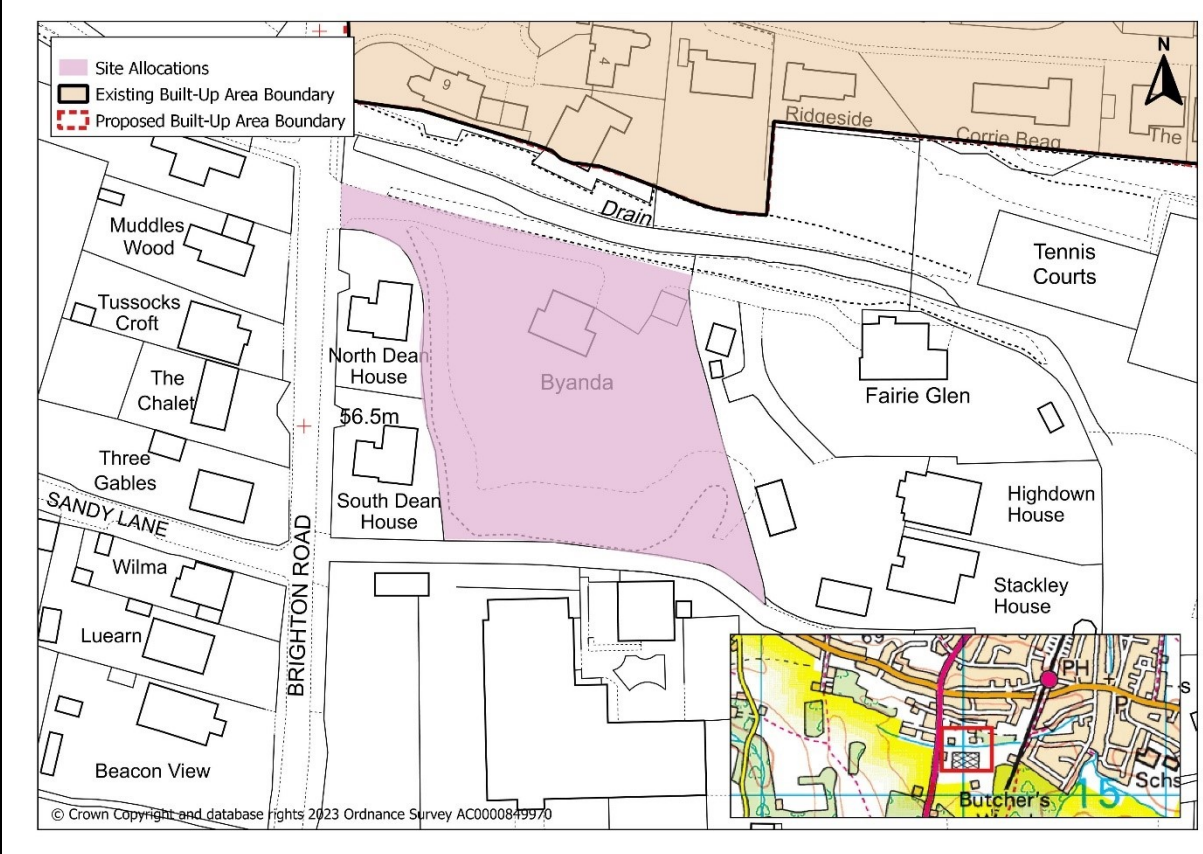 Site Allocations
Existing Built-Up Area Boundary
Proposed Built-Up Area Boundary
N
9
4
Ridgeside
Corrie Beag
The
Drain
Muddles
Wood
Tennis
Courts
Tussocks
Croft
North Dean
House
Byanda
Fairie Glen
The
Chalet
56.5m
Three
Gables
South Dean
House
Highdown
House
SANDY LANE
Wilma
Stackley
House
BRIGHTON ROAD
Luearn
Beacon View
69
PH
P
s
Schs
Butcher's
15
© Crown Copyright and database rights 2023 Ordnance Survey AC0000849970